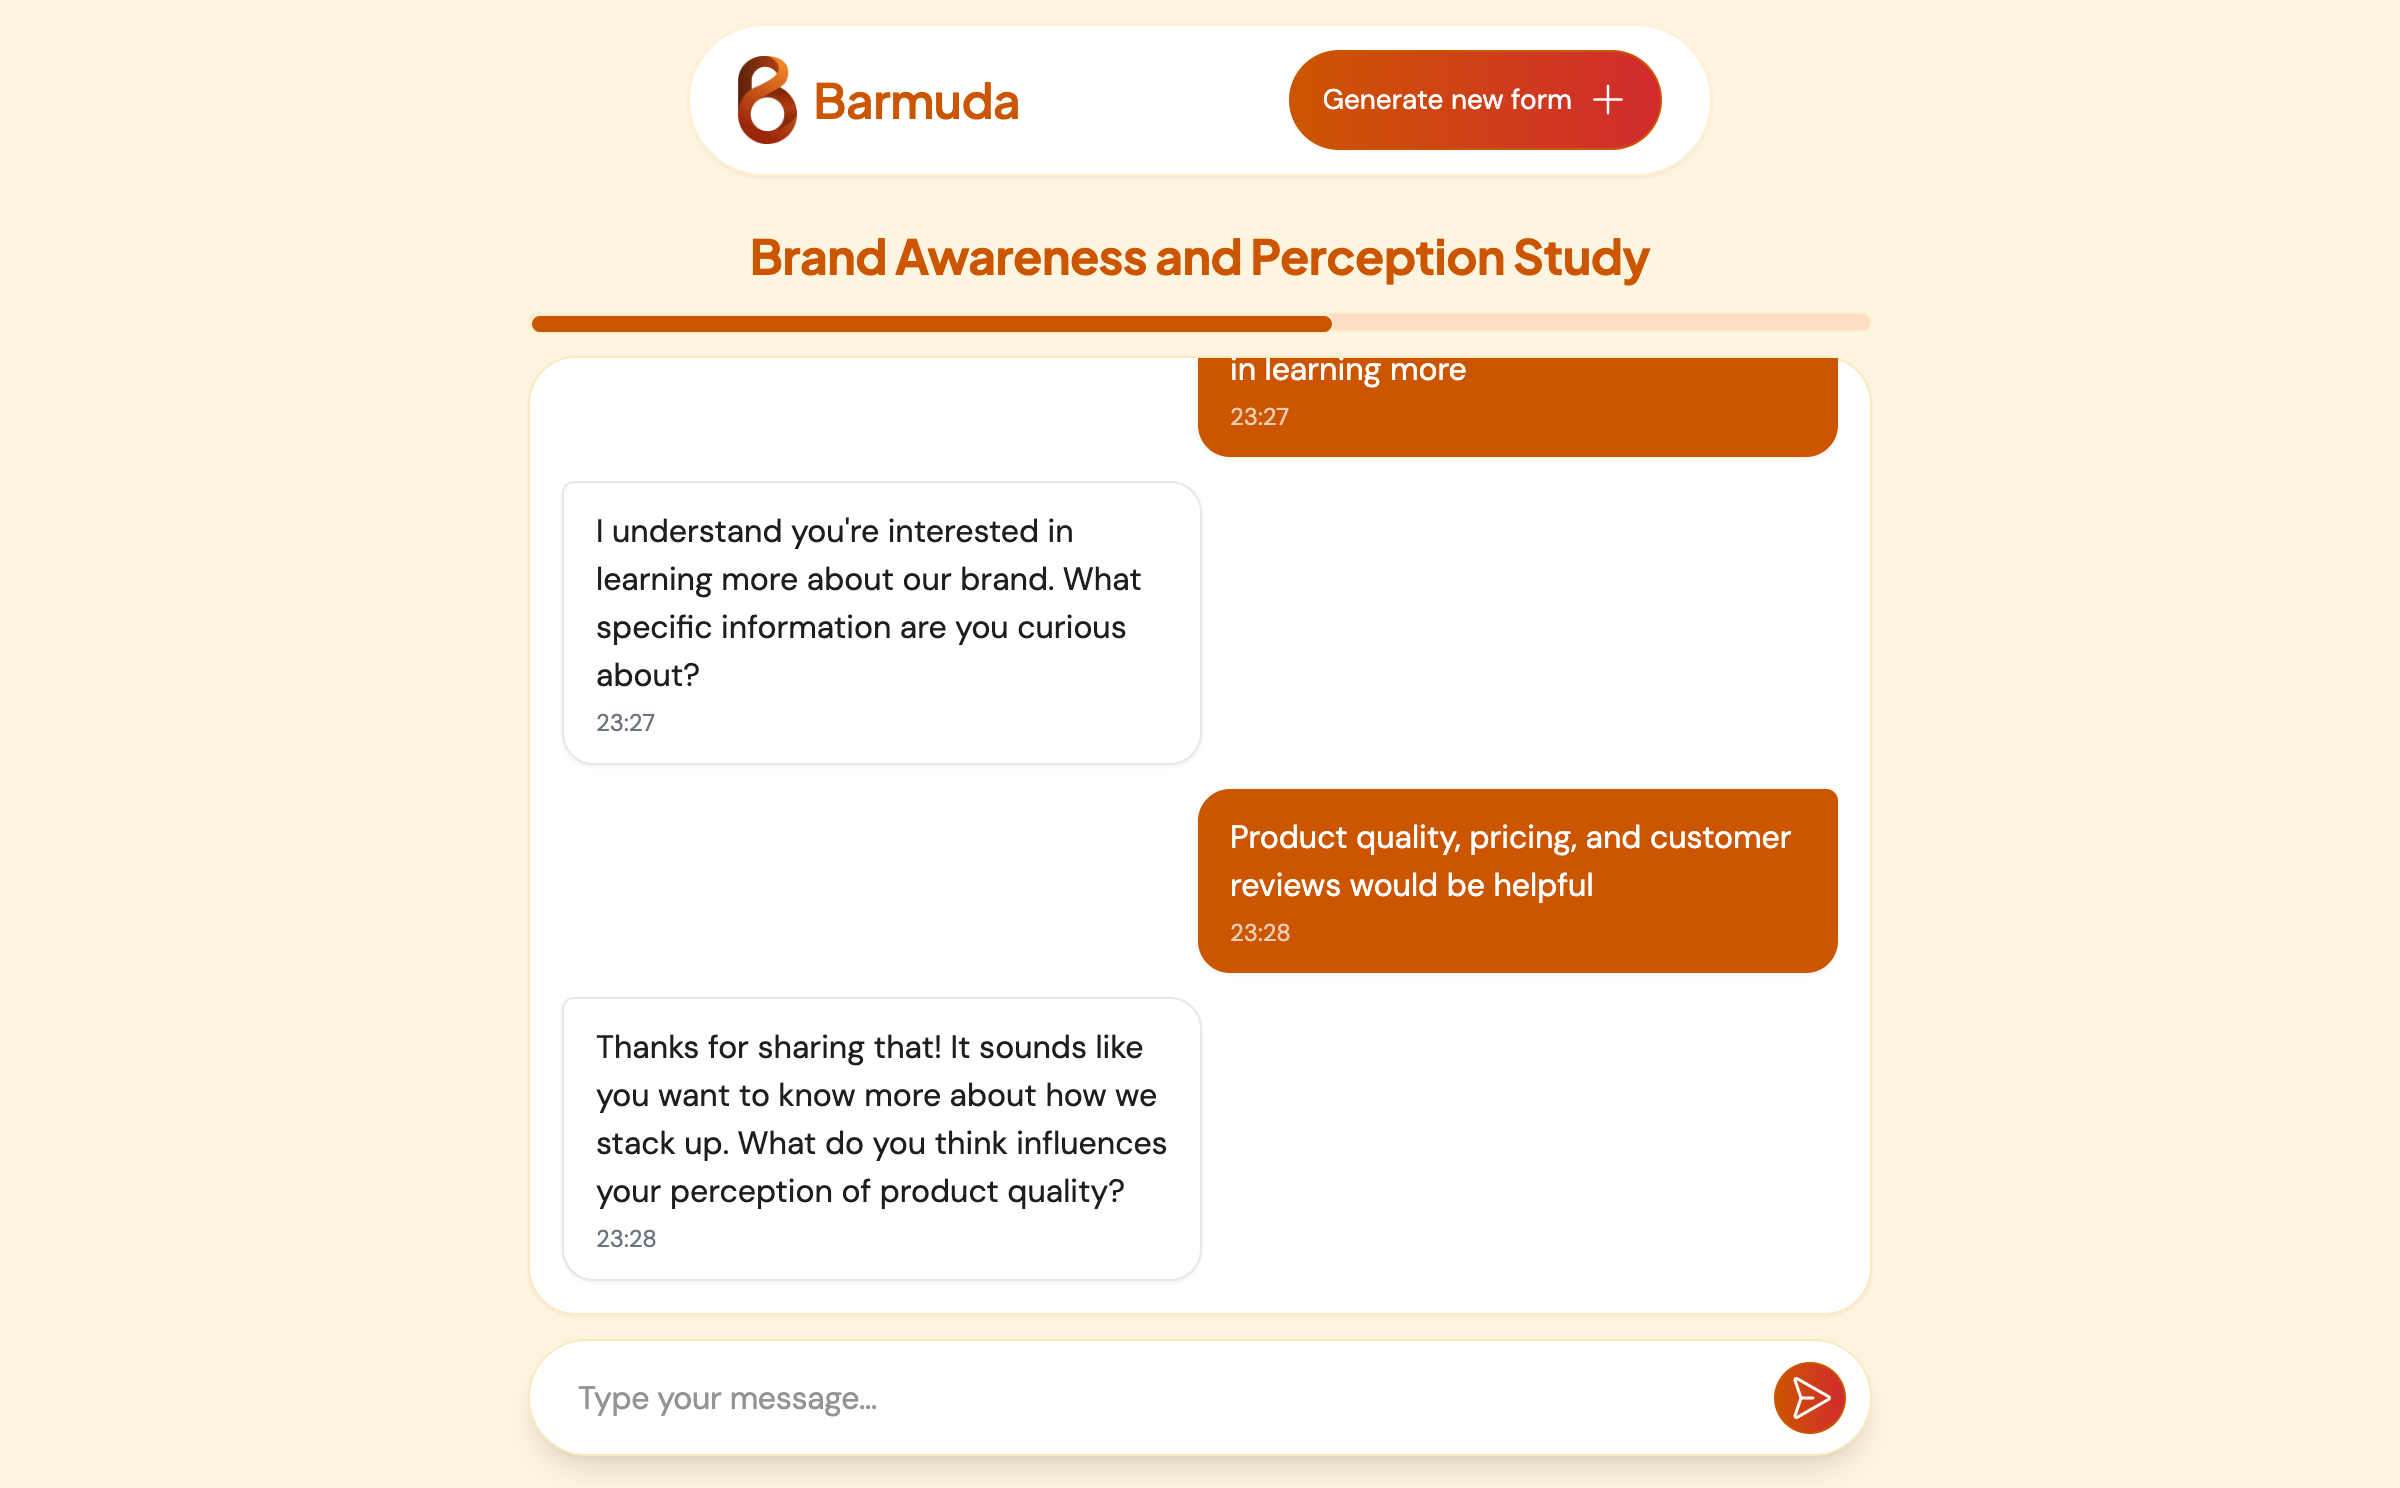 Barmuda
Generate new form
Brand Awareness and Perception Study
in learning more
23:27
I understand you're interested in
learning more about our brand. What
specific information are you curious
about?
23:27
Product quality, pricing, and customer
reviews would be helpful
23:28
Thanks for sharing that! It sounds like
you want to know more about how we
stack up. What do you think influences
your perception of product quality?
23:28
Type your message...